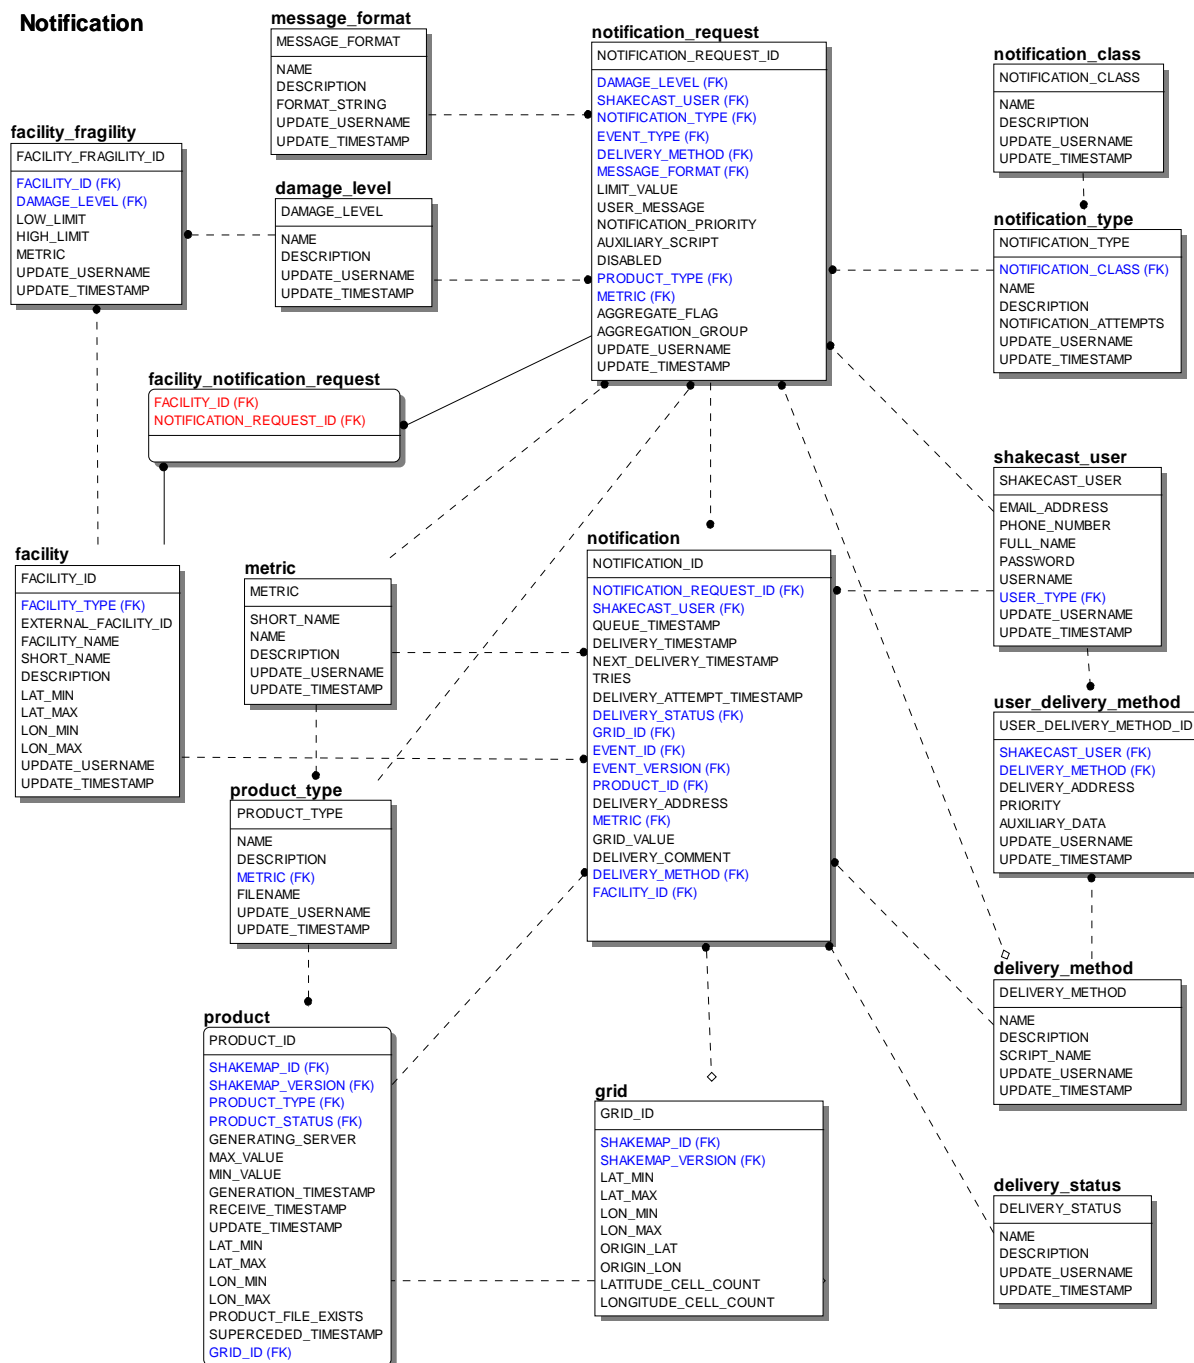 Notification
message_format
MESSAGE_FORMAT
NAME
DESCRIPTION
FORMAT_STRING
UPDATE_USERNAME
UPDATE_TIMESTAMP
notification_request
NOTIFICATION_REQUEST_ID
DAMAGE_LEVEL (FK)
SHAKECAST_USER (FK)
NOTIFICATION_TYPE (FK)
EVENT_TYPE (FK)
DELIVERY_METHOD (FK)
MESSAGE_FORMAT (FK)
LIMIT_VALUE
USER_MESSAGE
NOTIFICATION_PRIORITY
AUXILIARY_SCRIPT
DISABLED
PRODUCT_TYPE (FK)
METRIC (FK)
AGGREGATE_FLAG
AGGREGATION_GROUP
UPDATE_USERNAME
UPDATE_TIMESTAMP
notification_class
NOTIFICATION_CLASS
NAME
DESCRIPTION
UPDATE_USERNAME
UPDATE_TIMESTAMP
facility_fragility
FACILITY_FRAGILITY_ID
FACILITY_ID (FK)
DAMAGE_LEVEL (FK)
LOW_LIMIT
HIGH_LIMIT
METRIC
UPDATE_USERNAME
UPDATE_TIMESTAMP
damage_level
DAMAGE_LEVEL
NAME
DESCRIPTION
UPDATE_USERNAME
UPDATE_TIMESTAMP
notification_type
NOTIFICATION_TYPE
NOTIFICATION_CLASS (FK)
NAME
DESCRIPTION
NOTIFICATION_ATTEMPTS
UPDATE_USERNAME
UPDATE_TIMESTAMP
facility_notification_request
FACILITY_ID (FK)
NOTIFICATION_REQUEST_ID (FK)
shakecast_user
SHAKECAST_USER
EMAIL_ADDRESS
PHONE_NUMBER
FULL_NAME
PASSWORD
USERNAME
USER_TYPE (FK)
UPDATE_USERNAME
UPDATE_TIMESTAMP
facility
FACILITY_ID
FACILITY_TYPE (FK)
EXTERNAL_FACILITY_ID
FACILITY_NAME
SHORT_NAME
DESCRIPTION
LAT_MIN
LAT_MAX
LON_MIN
LON_MAX
UPDATE_USERNAME
UPDATE_TIMESTAMP
metric
METRIC
SHORT_NAME
NAME
DESCRIPTION
UPDATE_USERNAME
UPDATE_TIMESTAMP
notification
NOTIFICATION_ID
NOTIFICATION_REQUEST_ID (FK)
SHAKECAST_USER (FK)
QUEUE_TIMESTAMP
DELIVERY_TIMESTAMP
NEXT_DELIVERY_TIMESTAMP
TRIES
DELIVERY_ATTEMPT_TIMESTAMP
DELIVERY_STATUS (FK)
GRID_ID (FK)
EVENT_ID (FK)
EVENT_VERSION (FK)
PRODUCT_ID (FK)
DELIVERY_ADDRESS
METRIC (FK)
GRID_VALUE
DELIVERY_COMMENT
DELIVERY_METHOD (FK)
FACILITY_ID (FK)
user_delivery_method
USER_DELIVERY_METHOD_ID
SHAKECAST_USER (FK)
DELIVERY_METHOD (FK)
DELIVERY_ADDRESS
PRIORITY
AUXILIARY_DATA
UPDATE_USERNAME
UPDATE_TIMESTAMP
product_type
PRODUCT_TYPE
NAME
DESCRIPTION
METRIC (FK)
FILENAME
UPDATE_USERNAME
UPDATE_TIMESTAMP
delivery_method
DELIVERY_METHOD
NAME
DESCRIPTION
SCRIPT_NAME
UPDATE_USERNAME
UPDATE_TIMESTAMP
product
PRODUCT_ID
SHAKEMAP_ID (FK)
SHAKEMAP_VERSION (FK)
PRODUCT_TYPE (FK)
PRODUCT_STATUS (FK)
GENERATING_SERVER
MAX_VALUE
MIN_VALUE
GENERATION_TIMESTAMP
RECEIVE_TIMESTAMP
UPDATE_TIMESTAMP
LAT_MIN
LAT_MAX
LON_MIN
LON_MAX
PRODUCT_FILE_EXISTS
SUPERCEDED_TIMESTAMP
GRID_ID (FK)
grid
GRID_ID
SHAKEMAP_ID (FK)
SHAKEMAP_VERSION (FK)
LAT_MIN
LAT_MAX
LON_MIN
LON_MAX
ORIGIN_LAT
ORIGIN_LON
LATITUDE_CELL_COUNT
LONGITUDE_CELL_COUNT
delivery_status
DELIVERY_STATUS
NAME
DESCRIPTION
UPDATE_USERNAME
UPDATE_TIMESTAMP